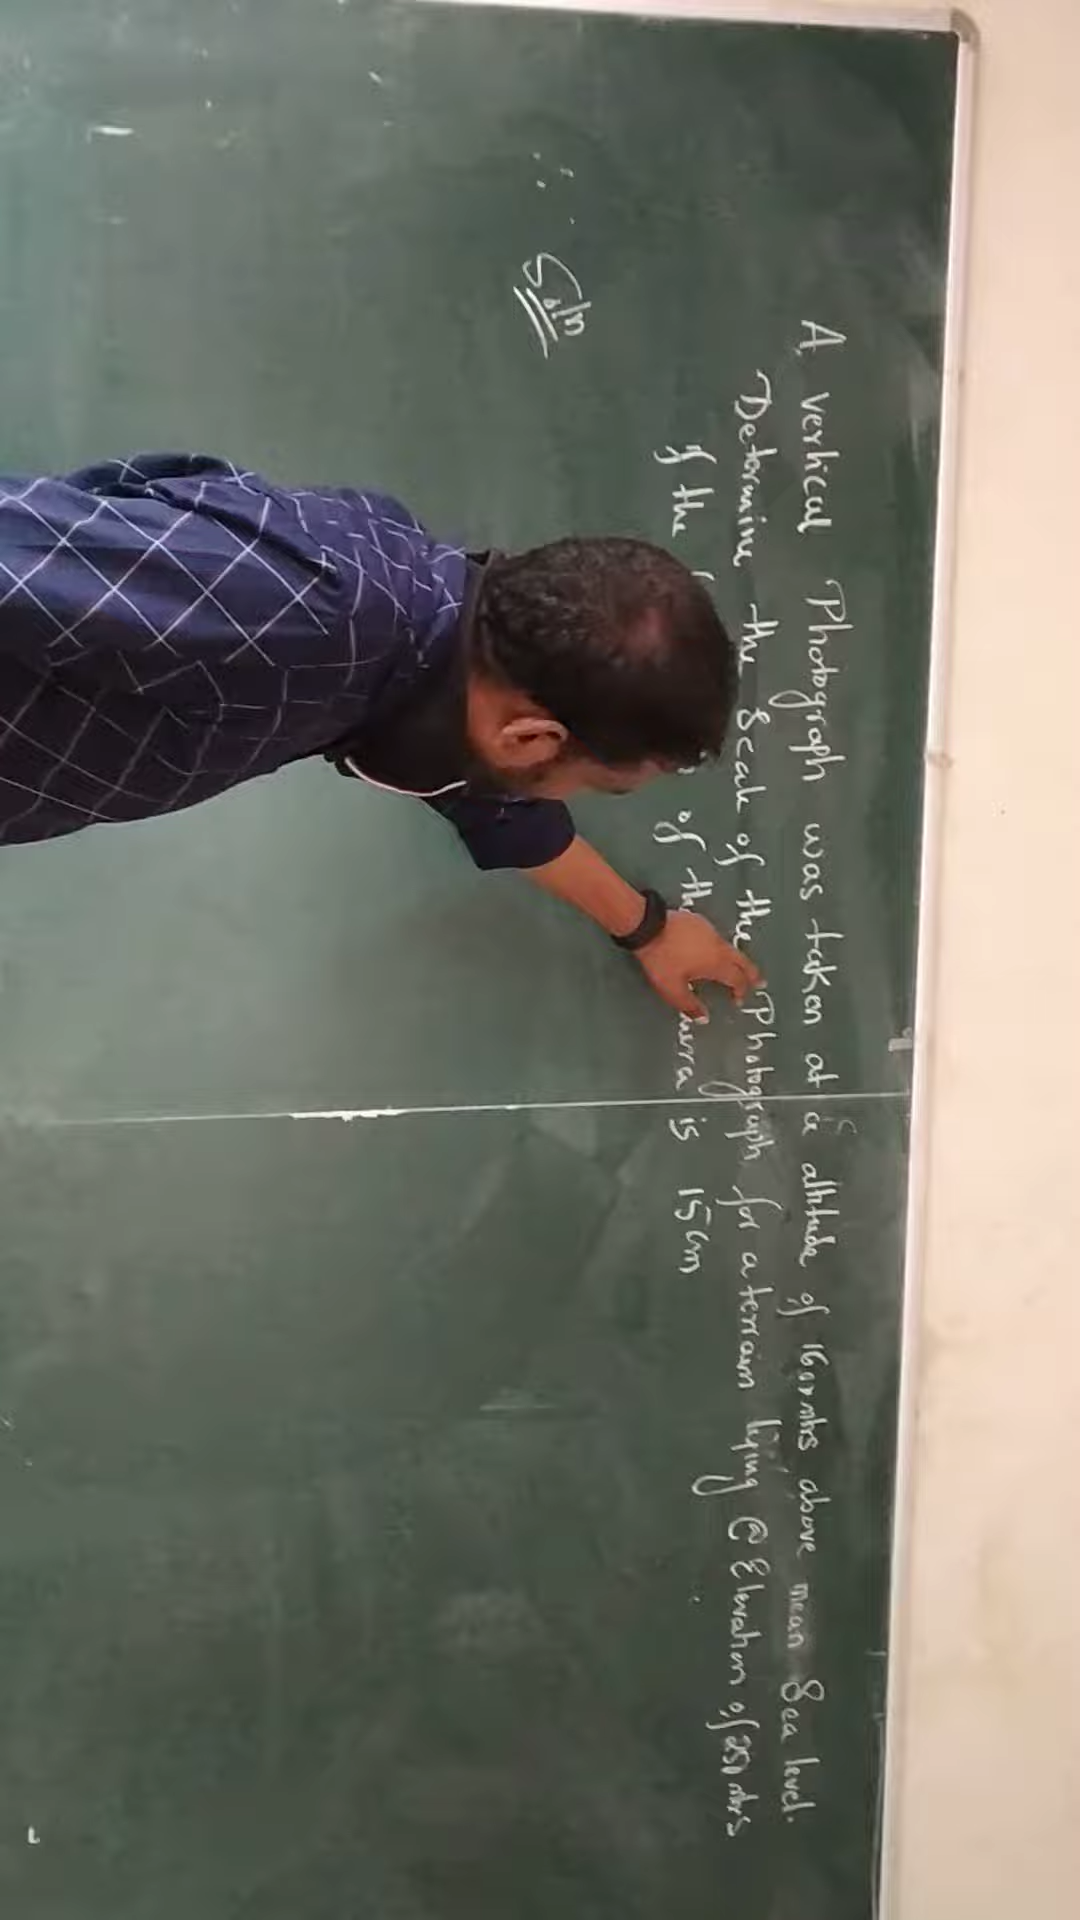 A vertical Photograph was taken at a altitude of 1600 mtrs above mean Sea level.
Determine the Scale of the Photograph for a terrain lying @ Elevation of 250 mtrs
if the of the is 15cm
Soln